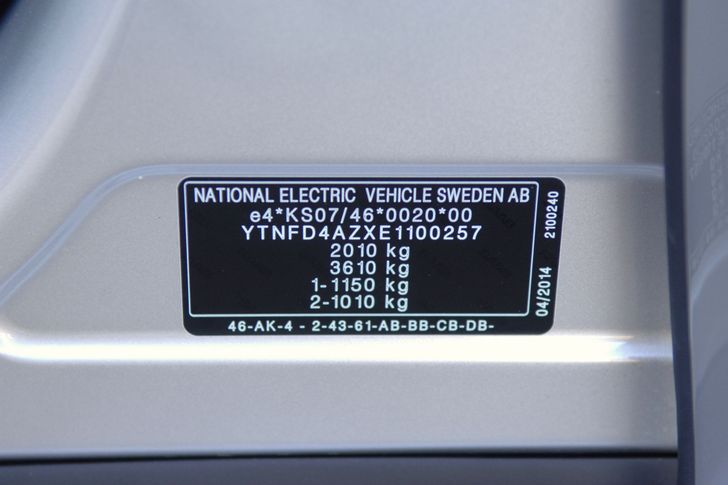 NATIONAL ELECTRIC VEHICLE SWEDEN AB
e4*KS07/46*0020*00
YTNFD4AZXE1100257
2010 kg
3610 kg
1-1150 kg
2-1010 kg
46-AK-4 - 2-43-61-AB-BB-CB-DB-
04/2014
2100240